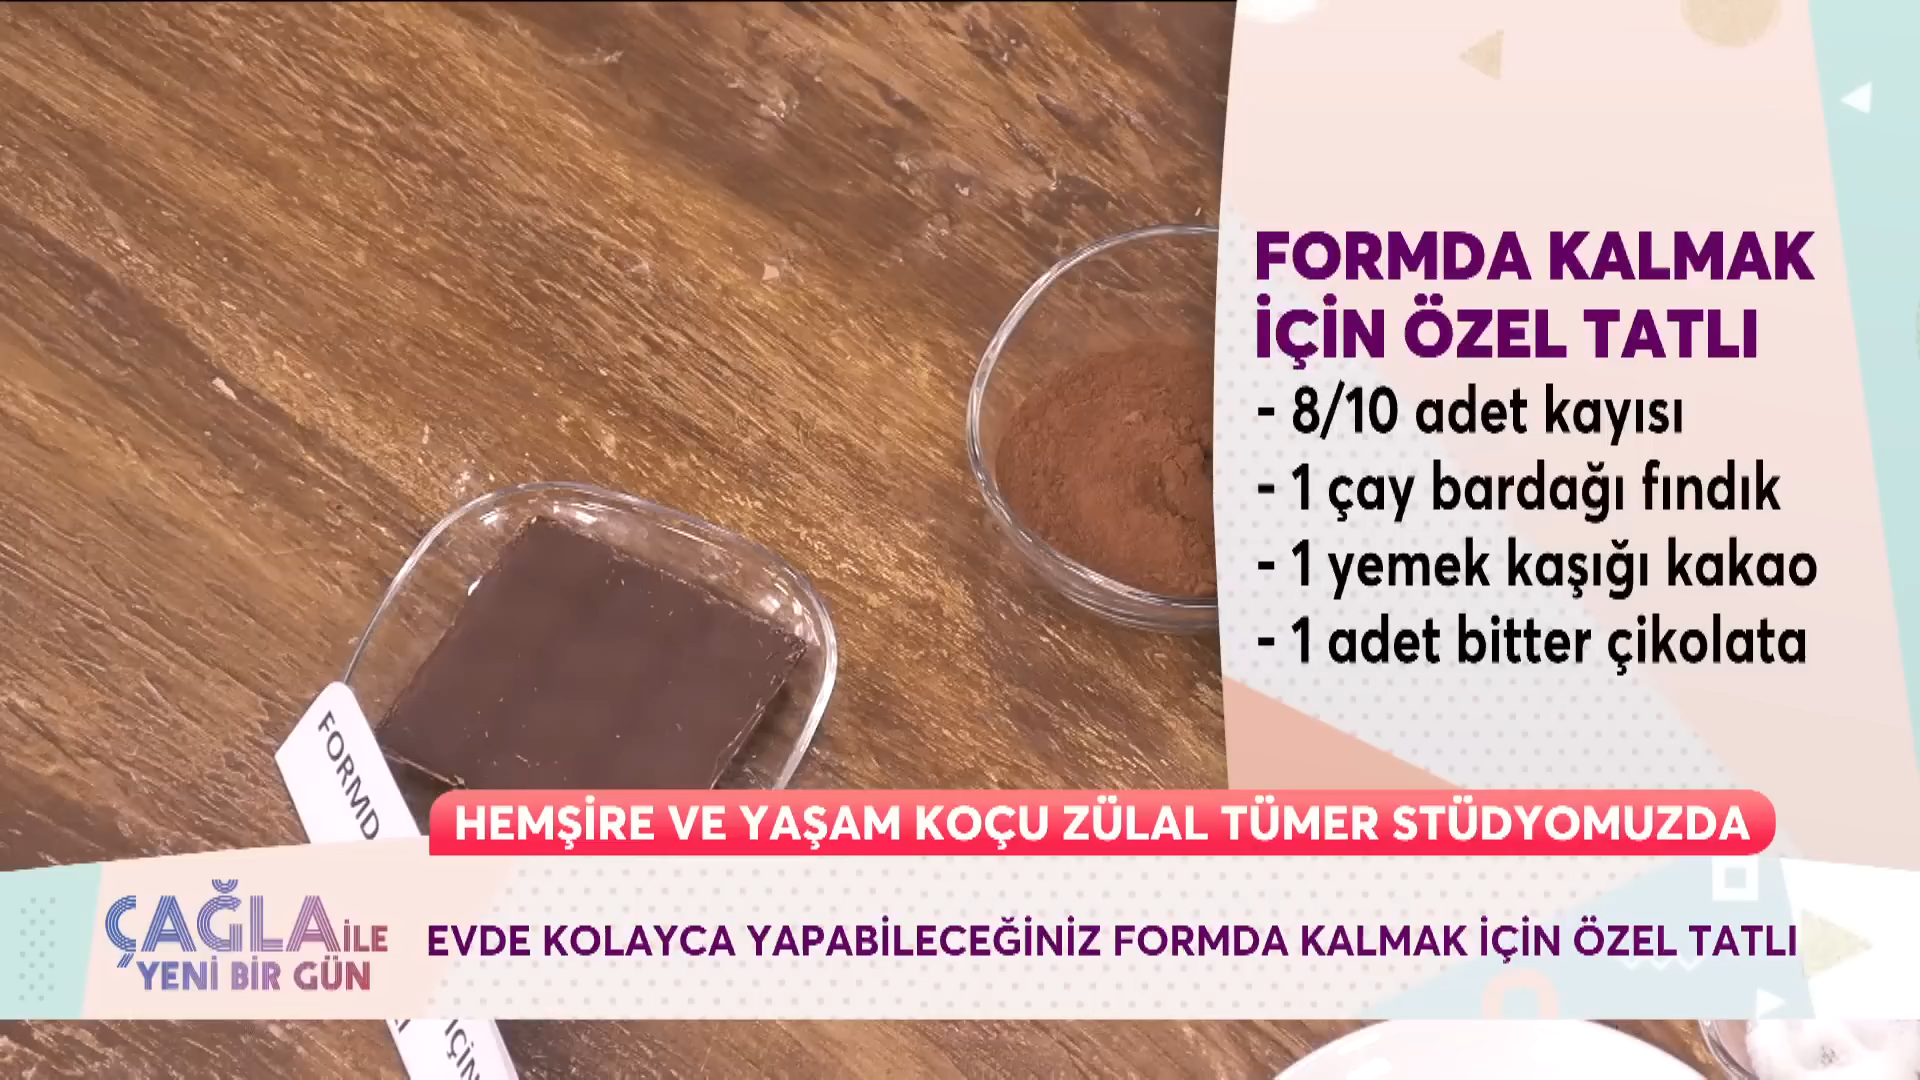 FORMDA KALMAK
İÇİN ÖZEL TATLI
- 8/10 adet kayısı
- 1 çay bardağı fındık
- 1 yemek kaşığı kakao
- 1 adet bitter çikolata
FORMD
HEMŞİRE VE YAŞAM KOÇU ZÜLAL TÜMER STÜDYOMUZDA
ÇAĞLA İLE
YENİ BİR GÜN
EVDE KOLAYCA YAPABİLECEĞİNİZ FORMDA KALMAK İÇİN ÖZEL TATLI
İÇİN